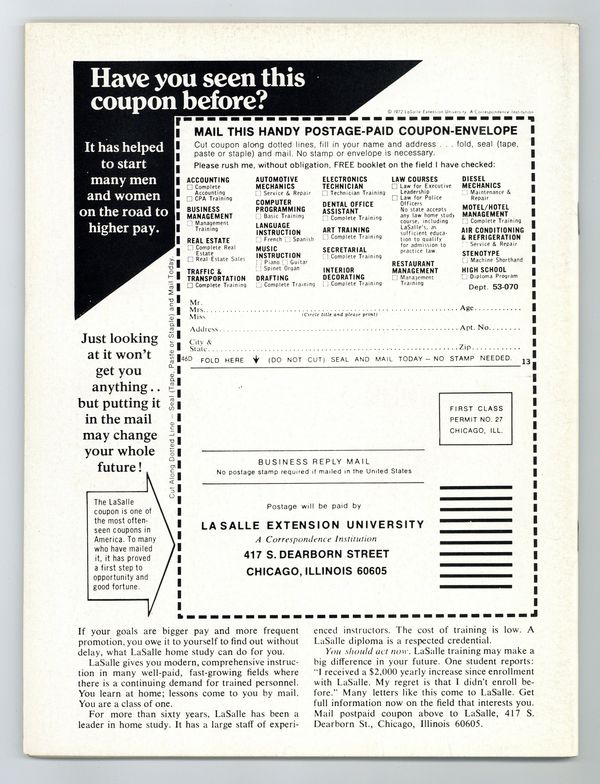 Have you seen this
coupon before?
It has helped
to start
many men
and women
on the road to
higher pay.
Just looking
at it won't
get you
anything . .
but putting it
in the mail
may change
your whole
future!
The LaSalle
coupon is one of
the most often-
seen coupons in
America. To many
who have mailed
it, it has proved
a first step to
opportunity and
good fortune.
© 1972 LaSalle Extension University A Correspondence Institution
MAIL THIS HANDY POSTAGE-PAID COUPON-ENVELOPE
Cut coupon along dotted lines, fill in your name and address . . . fold, seal (tape,
paste or staple) and mail. No stamp or envelope is necessary.
Please rush me, without obligation, FREE booklet on the field I have checked:
ACCOUNTING
Complete
Accounting
CPA Training
BUSINESS
MANAGEMENT
Management
Training
REAL ESTATE
Complete Real
Estate
Real Estate Sales
TRAFFIC &
TRANSPORTATION
Complete Training
AUTOMOTIVE
MECHANICS
Service & Repair
COMPUTER
PROGRAMMING
Basic Training
LANGUAGE
INSTRUCTION
French Spanish
MUSIC
INSTRUCTION
Piano Guitar
Spinet Organ
DRAFTING
Complete Training
ELECTRONICS
TECHNICIAN
Technician Training
DENTAL OFFICE
ASSISTANT
Complete Training
ART TRAINING
Complete Training
SECRETARIAL
Complete Training
INTERIOR
DECORATING
Complete Training
LAW COURSES
Law for Executive
Leadership
Law for Police
Officers
No state accepts
any law home study
course, including
LaSalle's, as
sufficient educa-
tion to qualify
for admission to
practice law.
RESTAURANT
MANAGEMENT
Management
Training
DIESEL
MECHANICS
Maintenance &
Repair
MOTEL/HOTEL
MANAGEMENT
Complete Training
AIR CONDITIONING
& REFRIGERATION
Service & Repair
STENOTYPE
Machine Shorthand
HIGH SCHOOL
Diploma Program
Dept. 53-070
Mr.
Mrs. Age
Miss (Circle title and please print)
Address Apt. No.
City &
State Zip
46D FOLD HERE (DO NOT CUT) SEAL AND MAIL TODAY – NO STAMP NEEDED. 13
Cut Along Dotted Line – Seal (Tape, Paste or Staple) and Mail Today.
FIRST CLASS
PERMIT NO. 27
CHICAGO, ILL.
BUSINESS REPLY MAIL
No postage stamp required if mailed in the United States
Postage will be paid by
LA SALLE EXTENSION UNIVERSITY
A Correspondence Institution
417 S. DEARBORN STREET
CHICAGO, ILLINOIS 60605
If your goals are bigger pay and more frequent
promotion, you owe it to yourself to find out without
delay, what LaSalle home study can do for you.
LaSalle gives you modern, comprehensive instruc-
tion in many well-paid, fast-growing fields where
there is a continuing demand for trained personnel.
You learn at home; lessons come to you by mail.
You are a class of one.
For more than sixty years, LaSalle has been a
leader in home study. It has a large staff of experi-
enced instructors. The cost of training is low. A
LaSalle diploma is a respected credential.
You should act now. LaSalle training may make a
big difference in your future. One student reports:
"I received a $2,000 yearly increase since enrollment
with LaSalle. My regret is that I didn't enroll be-
fore." Many letters like this come to LaSalle. Get
full information now on the field that interests you.
Mail postpaid coupon above to LaSalle, 417 S.
Dearborn St., Chicago, Illinois 60605.